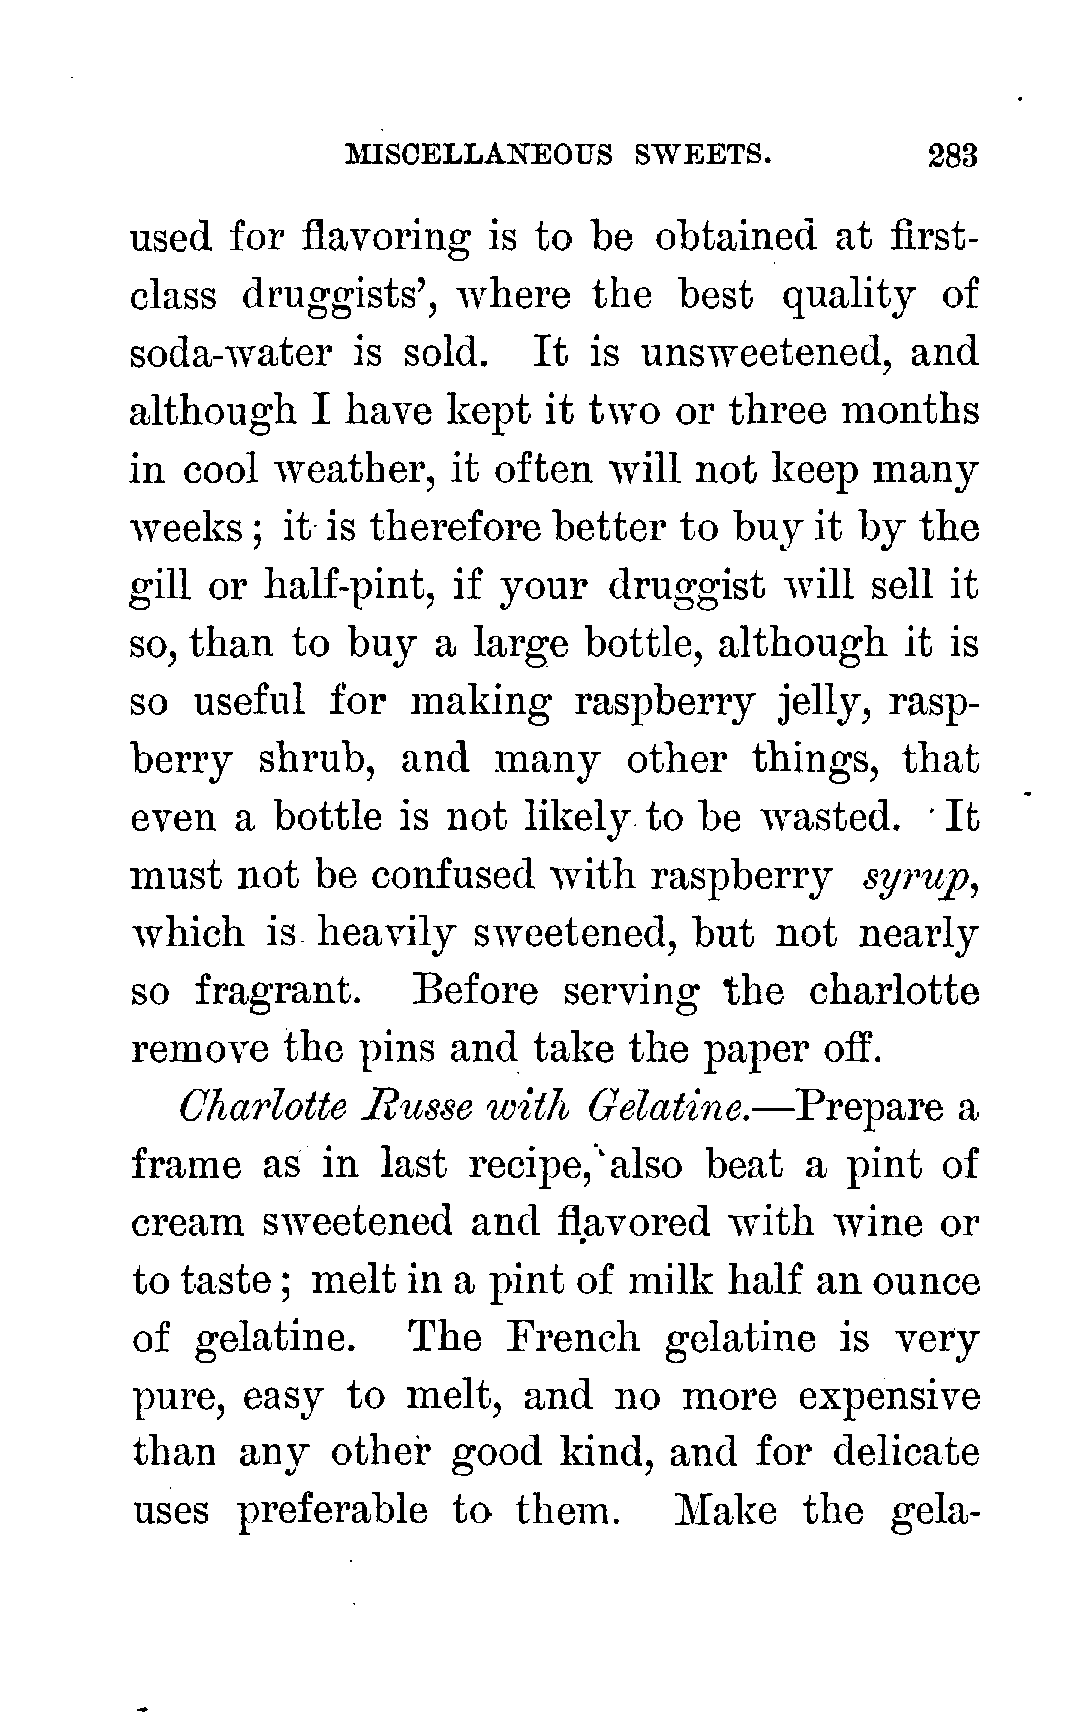 MISCELLANEOUS SWEETS. 283
used for flavoring is to be obtained at first-
class druggists', where the best quality of
soda-water is sold. It is unsweetened, and
although I have kept it two or three months
in cool weather, it often will not keep many
weeks; it is therefore better to buy it by the
gill or half-pint, if your druggist will sell it
so, than to buy a large bottle, although it is
so useful for making raspberry jelly, rasp-
berry shrub, and many other things, that
even a bottle is not likely to be wasted. It
must not be confused with raspberry syrup,
which is heavily sweetened, but not nearly
so fragrant. Before serving the charlotte
remove the pins and take the paper off.
Charlotte Russe with Gelatine.—Prepare a
frame as in last recipe, also beat a pint of
cream sweetened and flavored with wine or
to taste; melt in a pint of milk half an ounce
of gelatine. The French gelatine is very
pure, easy to melt, and no more expensive
than any other good kind, and for delicate
uses preferable to them. Make the gela-